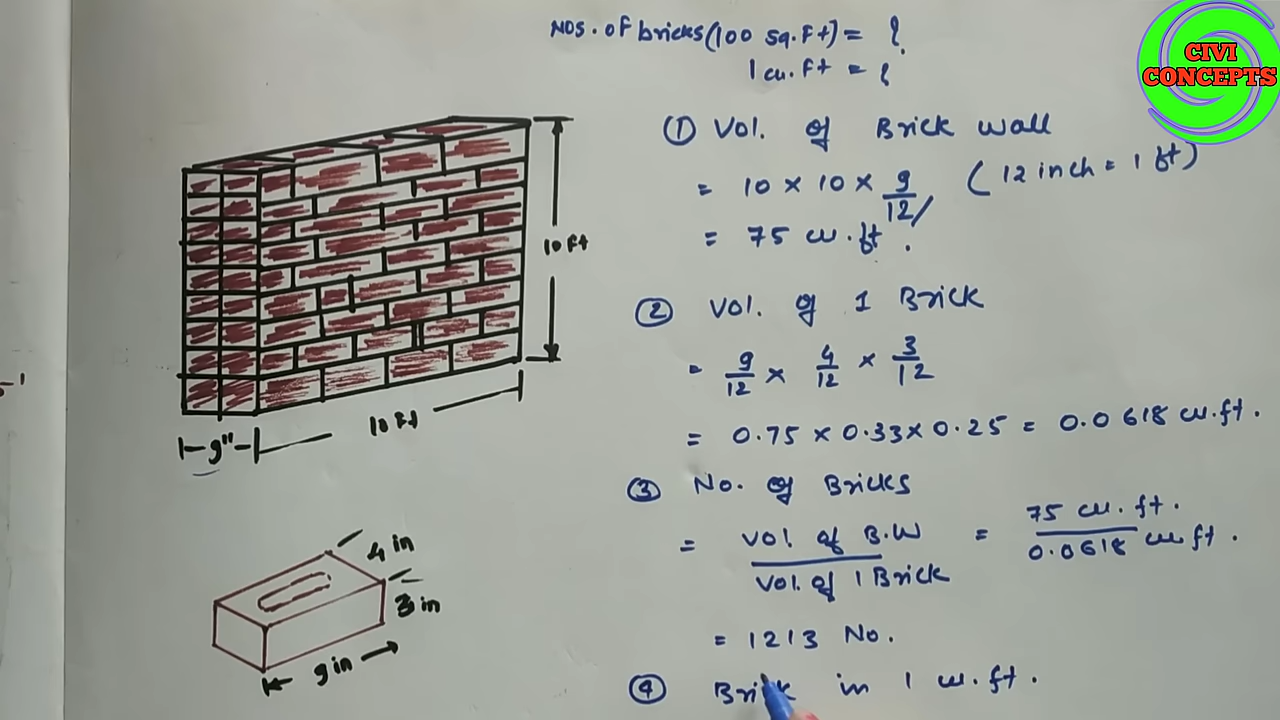 NOS. OF bricks (100 sq.ft) = ?
1 cu.ft = ?
CIVI
CONCEPTS
① Vol. of Brick wall
= 10 × 10 × 9/12 (12 inch = 1 ft)
= 75 cu.ft.
② Vol. of 1 Brick
= 9/12 × 4/12 × 3/12
= 0.75 × 0.33 × 0.25 = 0.0618 cu.ft.
③ No. of Bricks
= Vol. of B.W / Vol. of 1 Brick = 75 cu.ft. / 0.0618 cu ft.
= 1213 No.
④ Brick in 1 cu.ft.
10 Ft
10 Ft
9"
4 in
3 in
9 in